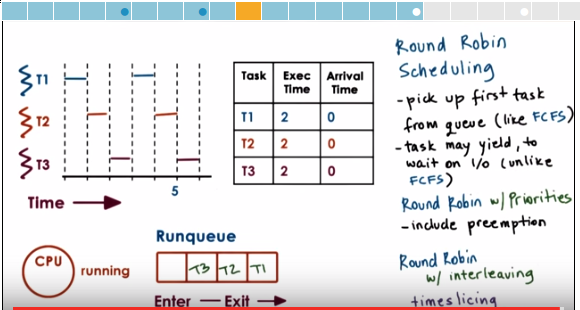 T1
T2
T3
5
Time
Task Exec Time Arrival Time
T1 2 0
T2 2 0
T3 2 0
CPU
running
Runqueue
T3 T2 T1
Enter — Exit
Round Robin
Scheduling
- pick up first task
from queue (like FCFS)
- task may yield, to
wait on I/O (unlike
FCFS)
Round Robin w/ Priorities
- include preemption
Round Robin
w/ interleaving
timeslicing